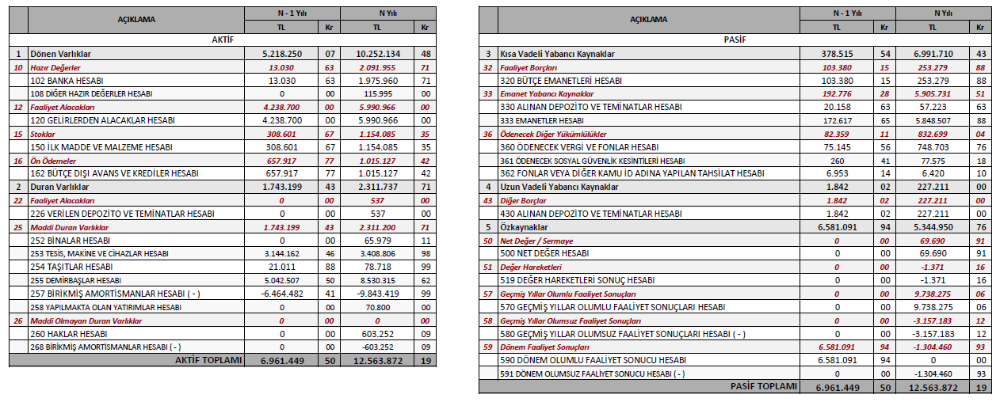 AÇIKLAMA N - 1 Yılı N Yılı
TL Kr TL Kr
AKTİF
1 Dönen Varlıklar 5.218.250 07 10.252.134 48
10 Hazır Değerler 13.030 63 2.091.955 71
102 BANKA HESABI 13.030 63 1.975.960 71
108 DİĞER HAZIR DEĞERLER HESABI 0 00 115.995 00
12 Faaliyet Alacakları 4.238.700 00 5.990.966 00
120 GELİRLERDEN ALACAKLAR HESABI 4.238.700 00 5.990.966 00
15 Stoklar 308.601 67 1.154.085 35
150 İLK MADDE VE MALZEME HESABI 308.601 67 1.154.085 35
16 Ön Ödemeler 657.917 77 1.015.127 42
162 BÜTÇE DIŞI AVANS VE KREDİLER HESABI 657.917 77 1.015.127 42
2 Duran Varlıklar 1.743.199 43 2.311.737 71
22 Faaliyet Alacakları 0 00 537 00
226 VERİLEN DEPOZİTO VE TEMİNATLAR HESABI 0 00 537 00
25 Maddi Duran Varlıklar 1.743.199 43 2.311.200 71
252 BİNALAR HESABI 0 00 65.979 11
253 TESİS, MAKİNE VE CİHAZLAR HESABI 3.144.162 46 3.408.806 98
254 TAŞITLAR HESABI 21.011 88 78.718 99
255 DEMİRBAŞLAR HESABI 5.042.507 50 8.530.315 62
257 BİRİKMİŞ AMORTİSMANLAR HESABI ( - ) -6.464.482 41 -9.843.419 99
258 YAPILMAKTA OLAN YATIRIMLAR HESABI 0 00 70.800 00
26 Maddi Olmayan Duran Varlıklar 0 00 0 00
260 HAKLAR HESABI 0 00 603.252 09
268 BİRİKMİŞ AMORTİSMANLAR HESABI ( - ) 0 00 -603.252 09
AKTİF TOPLAMI 6.961.449 50 12.563.872 19
AÇIKLAMA N - 1 Yılı N Yılı
TL Kr TL Kr
PASİF
3 Kısa Vadeli Yabancı Kaynaklar 378.515 54 6.991.710 43
32 Faaliyet Borçları 103.380 15 253.279 88
320 BÜTÇE EMANETLERİ HESABI 103.380 15 253.279 88
33 Emanet Yabancı Kaynaklar 192.776 28 5.905.731 51
330 ALINAN DEPOZİTO VE TEMİNATLAR HESABI 20.158 63 57.223 63
333 EMANETLER HESABI 172.617 65 5.848.507 88
36 Ödenecek Diğer Yükümlülükler 82.359 11 832.699 04
360 ÖDENECEK VERGİ VE FONLAR HESABI 75.145 56 748.703 76
361 ÖDENECEK SOSYAL GÜVENLİK KESİNTİLERİ HESABI 260 41 77.575 18
362 FONLAR VEYA DİĞER KAMU İD ADINA YAPILAN TAHSİLAT HESABI 6.953 14 6.420 10
4 Uzun Vadeli Yabancı Kaynaklar 1.842 02 227.211 00
43 Diğer Borçlar 1.842 02 227.211 00
430 ALINAN DEPOZİTO VE TEMİNATLAR HESABI 1.842 02 227.211 00
5 Özkaynaklar 6.581.091 94 5.344.950 76
50 Net Değer / Sermaye 0 00 69.690 91
500 NET DEĞER HESABI 0 00 69.690 91
51 Değer Hareketleri 0 00 -1.371 16
519 DEĞER HAREKETLERİ SONUÇ HESABI 0 00 -1.371 16
57 Geçmiş Yıllar Olumlu Faaliyet Sonuçları 0 00 9.738.275 06
570 GEÇMİŞ YILLAR OLUMLU FAALİYET SONUÇLARI HESABI 0 00 9.738.275 06
58 Geçmiş Yıllar Olumsuz Faaliyet Sonuçları 0 00 -3.157.183 12
580 GEÇMİŞ YILLAR OLUMSUZ FAALİYET SONUÇLARI HESABI ( - ) 0 00 -3.157.183 12
59 Dönem Faaliyet Sonuçları 6.581.091 94 -1.304.460 93
590 DÖNEM OLUMLU FAALİYET SONUCU HESABI 6.581.091 94 0 00
591 DÖNEM OLUMSUZ FAALİYET SONUCU HESABI ( - ) 0 00 -1.304.460 93
PASİF TOPLAMI 6.961.449 50 12.563.872 19